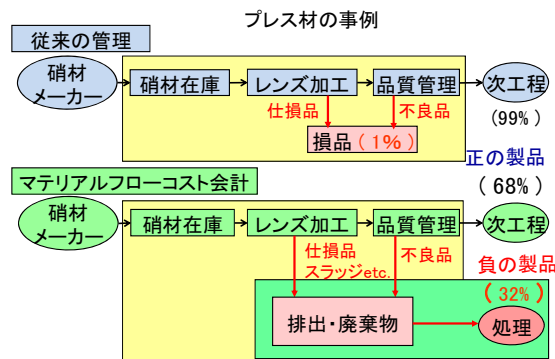 プレス材の事例
従来の管理
硝材
メーカー
硝材在庫
レンズ加工
品質管理
次工程
(99%)
仕損品
不良品
損品(1%)
正の製品
(68%)
マテリアルフローコスト会計
硝材
メーカー
硝材在庫
レンズ加工
品質管理
次工程
仕損品
スラッジetc.
不良品
負の製品
(32%)
排出・廃棄物
処理